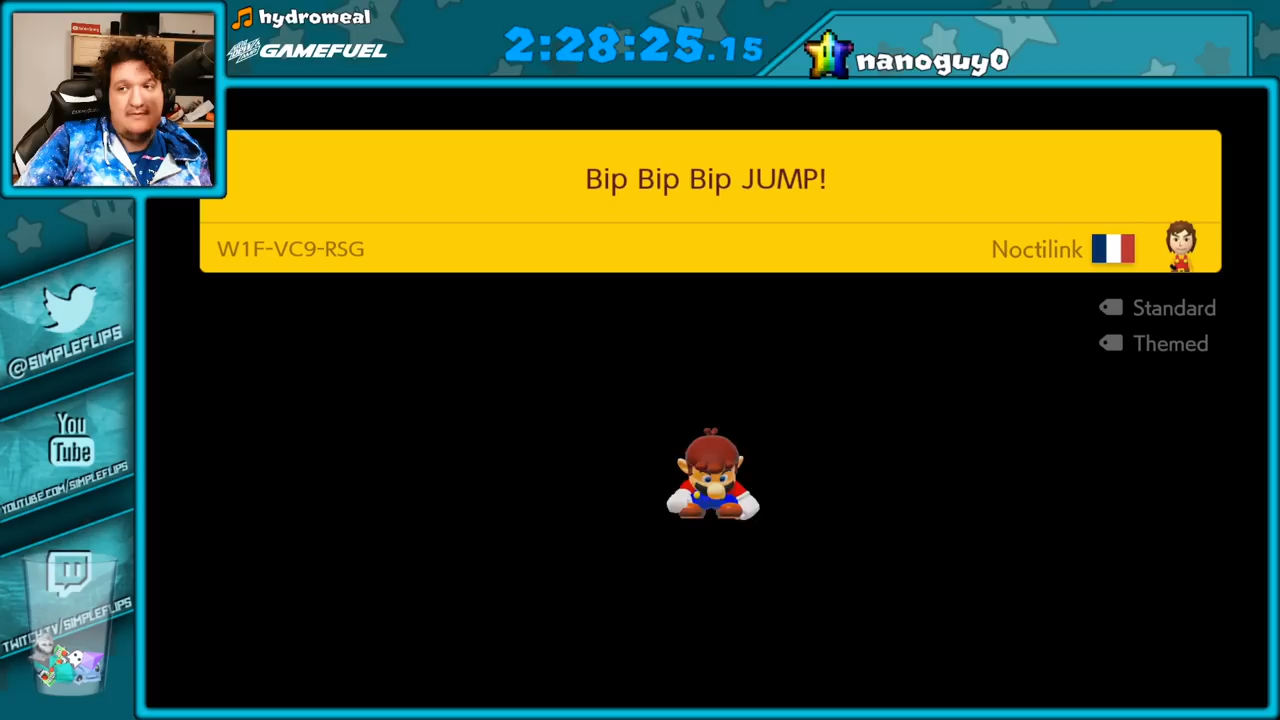 hydromeal
GAMEFUEL
2:28:25.15
nanoguy0
Bip Bip Bip JUMP!
W1F-VC9-RSG
Noctilink
Standard
Themed
@SIMPLEFLIPS
You
Tube
YOUTUBE.COM/SIMPLEFLIPS
TWITCH.TV/SIMPLEFLIPS